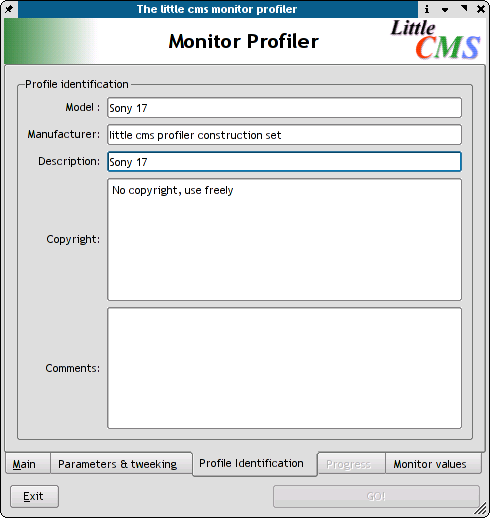 The little cms monitor profiler
Monitor Profiler
Little
CMS
Profile identification
Model :
Sony 17
Manufacturer:
little cms profiler construction set
Description:
Sony 17
Copyright:
No copyright, use freely
Comments:
Main
Parameters & tweeking
Profile Identification
Progress
Monitor values
Exit
GO!